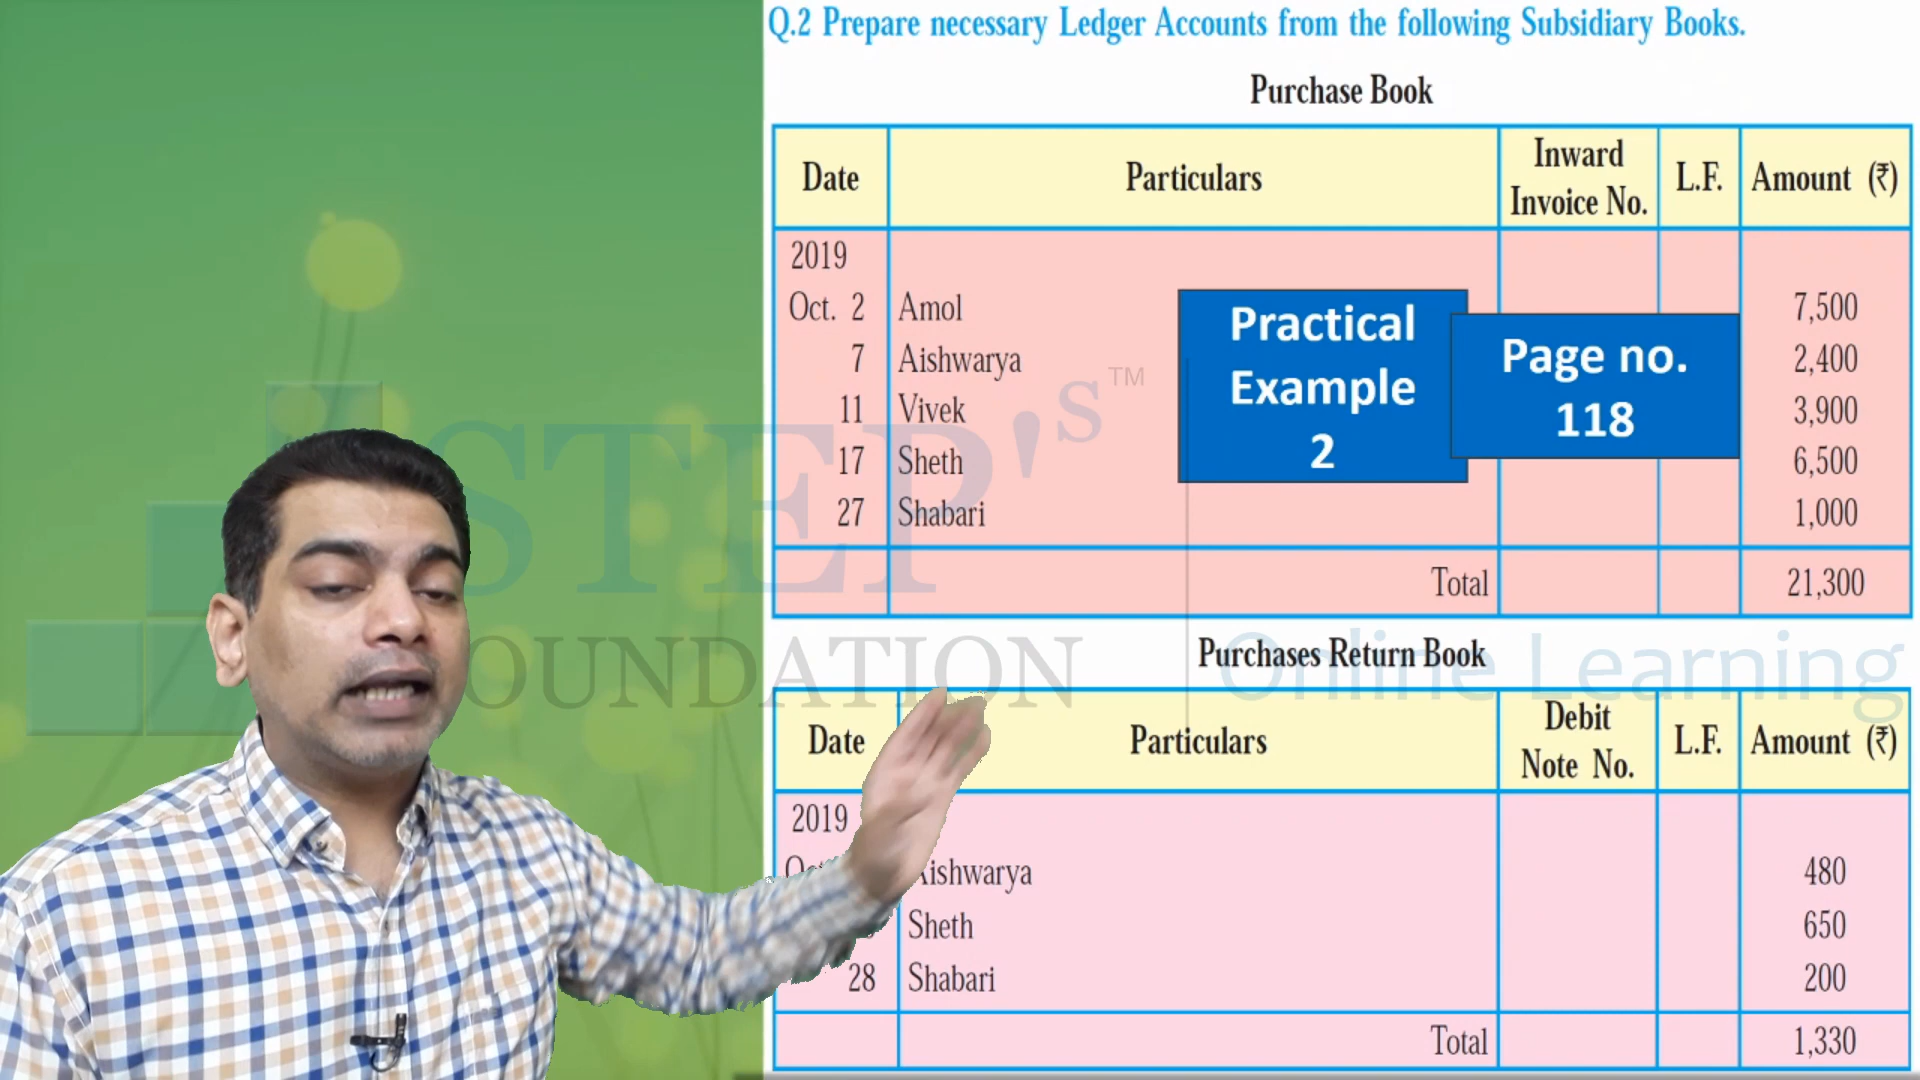 Q.2 Prepare necessary Ledger Accounts from the following Subsidiary Books.
Purchase Book
Date Particulars Inward Invoice No. L.F. Amount (₹)
2019
Oct. 2 Amol 7,500
7 Aishwarya 2,400
11 Vivek 3,900
17 Sheth 6,500
27 Shabari 1,000
Total 21,300
Practical
Example
2
Page no.
118
STEP's™
OUNDATION
Online Learning
Purchases Return Book
Date Particulars Debit Note No. L.F. Amount (₹)
2019
Aishwarya 480
Sheth 650
28 Shabari 200
Total 1,330